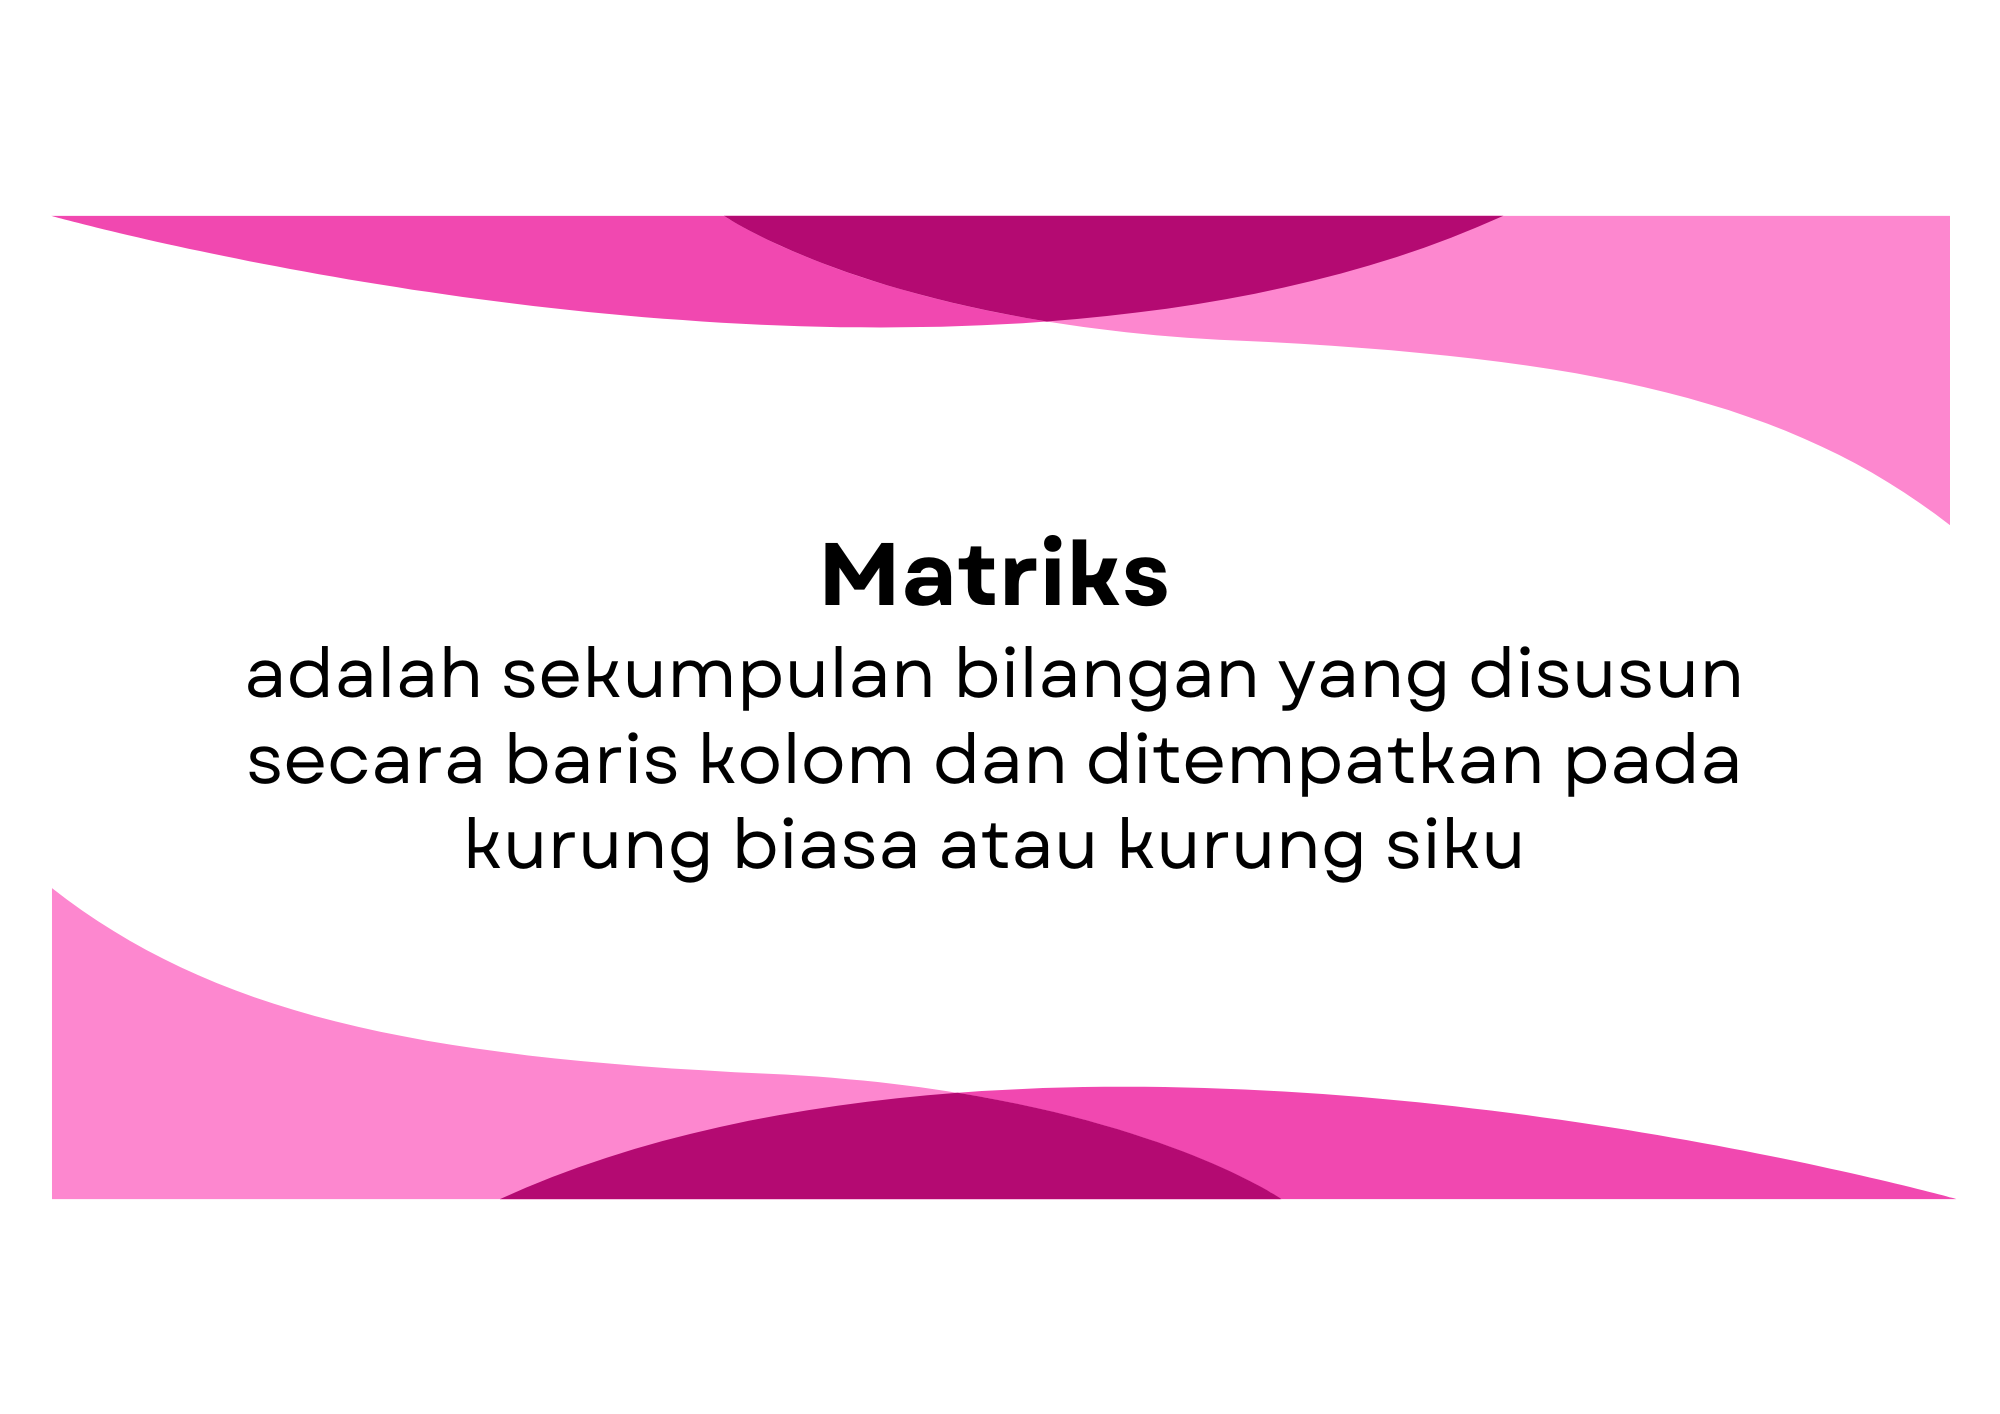 Matriks
adalah sekumpulan bilangan yang disusun
secara baris kolom dan ditempatkan pada
kurung biasa atau kurung siku